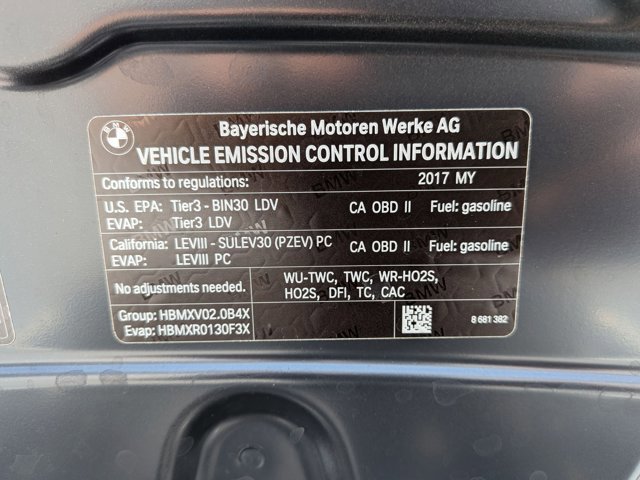 BMW
Bayerische Motoren Werke AG
VEHICLE EMISSION CONTROL INFORMATION
Conforms to regulations: 2017 MY
U.S. EPA: Tier3 - BIN30 LDV CA OBD II Fuel: gasoline
EVAP: Tier3 LDV
California: LEVIII - SULEV30 (PZEV) PC CA OBD II Fuel: gasoline
EVAP: LEVIII PC
No adjustments needed.
WU-TWC, TWC, WR-HO2S,
HO2S, DFI, TC, CAC
Group: HBMXV02.0B4X
Evap: HBMXR0130F3X
8 681 382